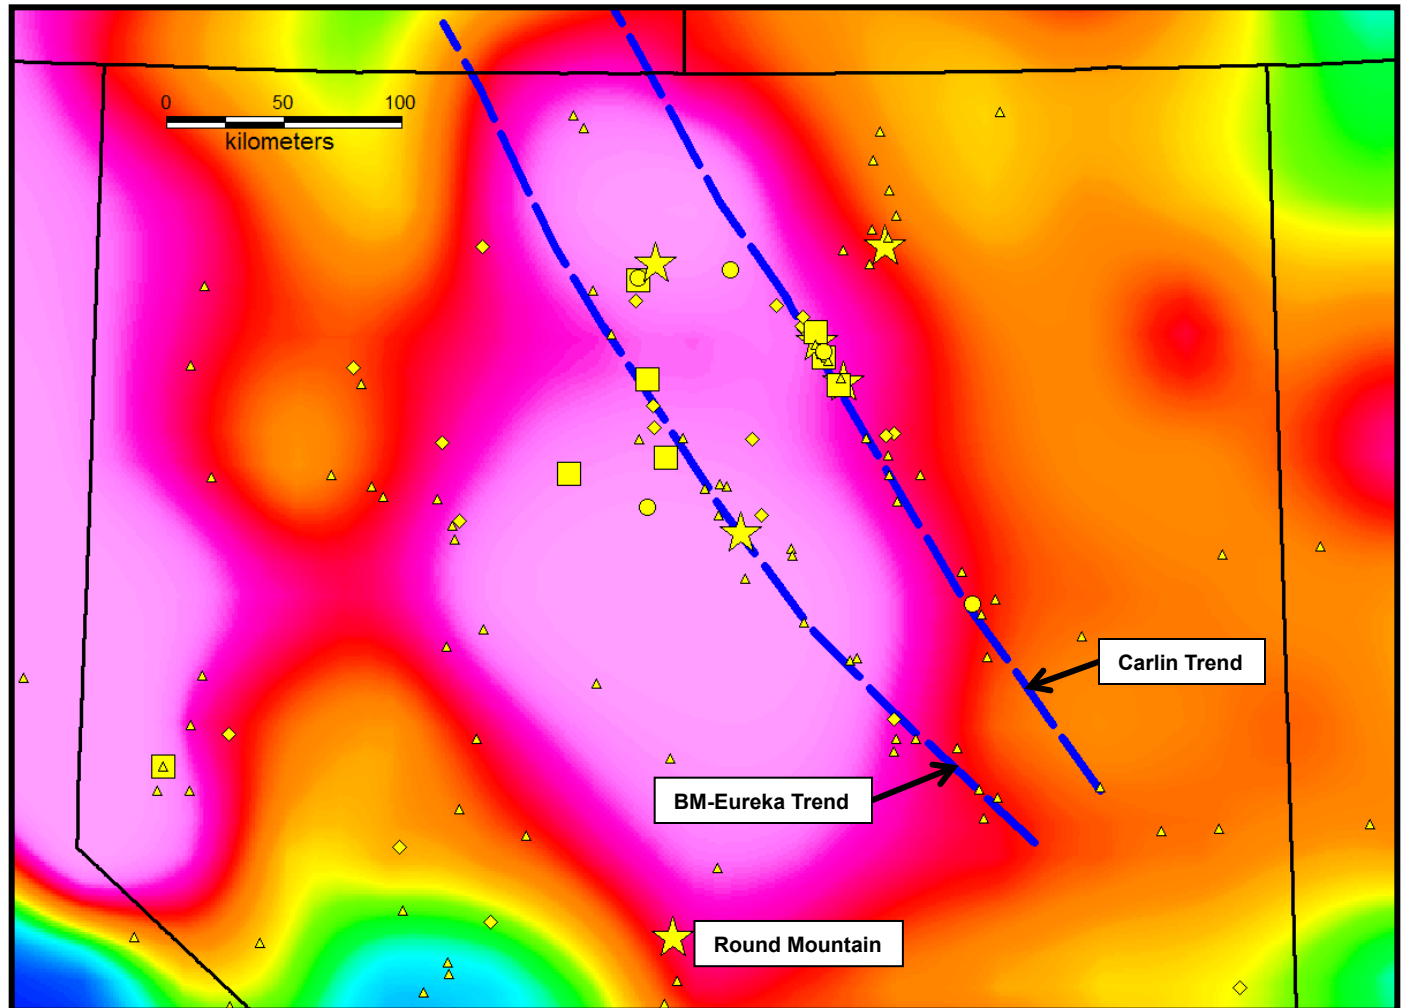 0 50 100
kilometers
Carlin Trend
BM-Eureka Trend
Round Mountain